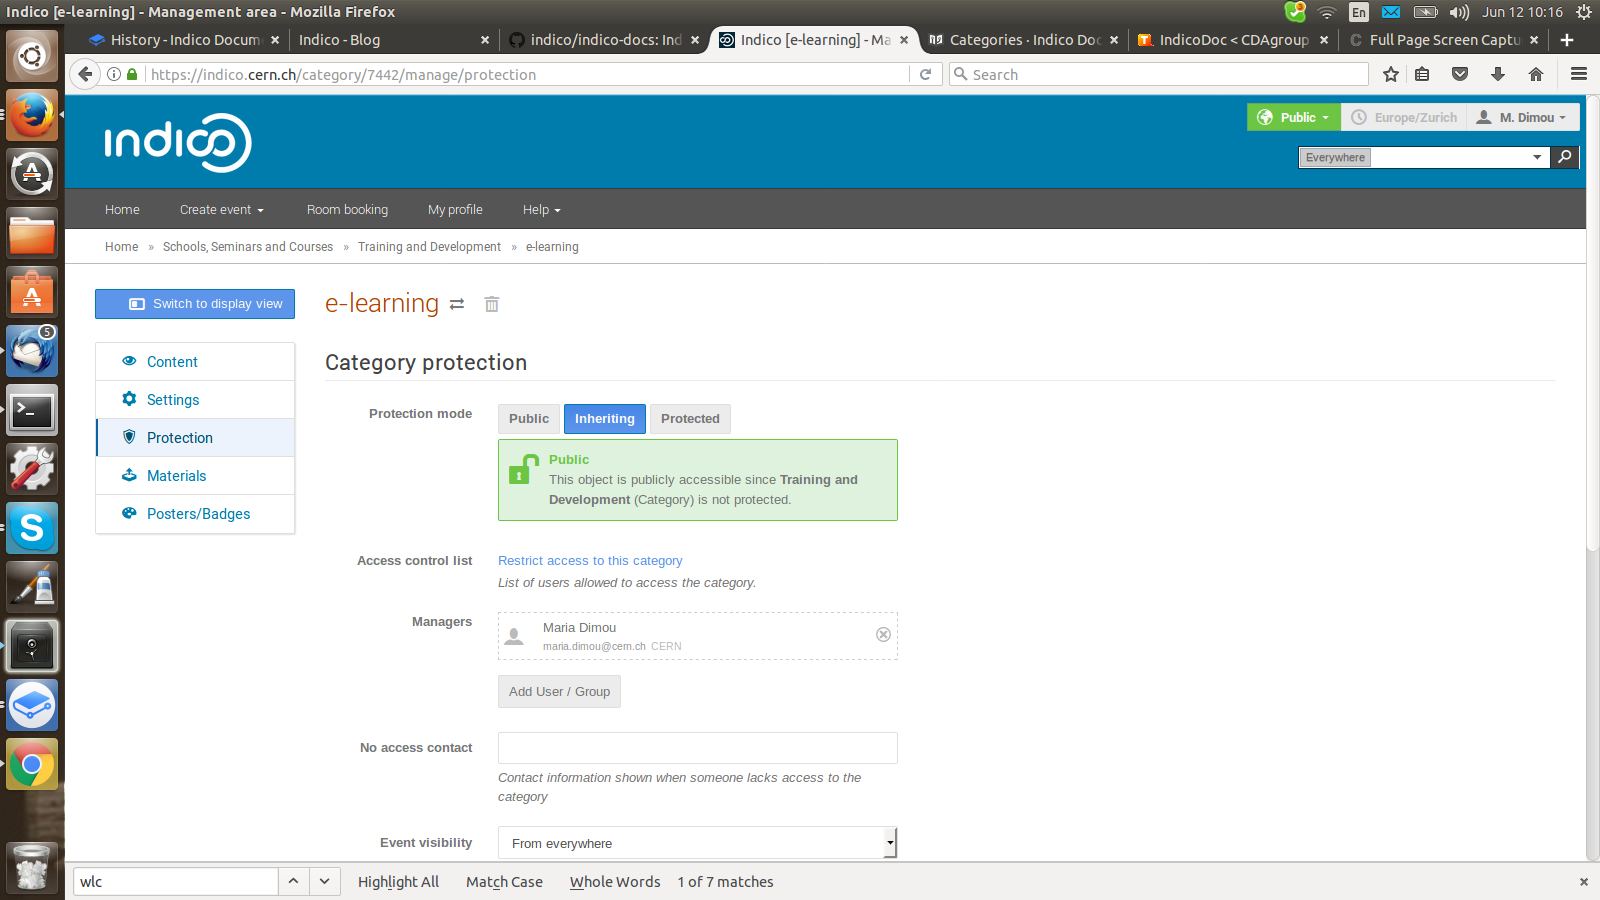 Indico [e-learning] - Management area - Mozilla Firefox
En
Jun 12 10:16
History - Indico Docum
Indico - Blog
indico/indico-docs: Ind
Indico [e-learning] - Ma
Categories · Indico Doc
IndicoDoc < CDAgroup
Full Page Screen Captu
https://indico.cern.ch/category/7442/manage/protection
Search
indico
Public
Europe/Zurich
M. Dimou
Everywhere
Home
Create event
Room booking
My profile
Help
Home » Schools, Seminars and Courses » Training and Development » e-learning
Switch to display view
e-learning
Content
Settings
Protection
Materials
Posters/Badges
Category protection
Protection mode
Public
Inheriting
Protected
Public
This object is publicly accessible since Training and
Development (Category) is not protected.
Access control list
Restrict access to this category
List of users allowed to access the category.
Managers
Maria Dimou
maria.dimou@cern.ch CERN
Add User / Group
No access contact
Contact information shown when someone lacks access to the
category
Event visibility
From everywhere
5
wlc
Highlight All
Match Case
Whole Words
1 of 7 matches